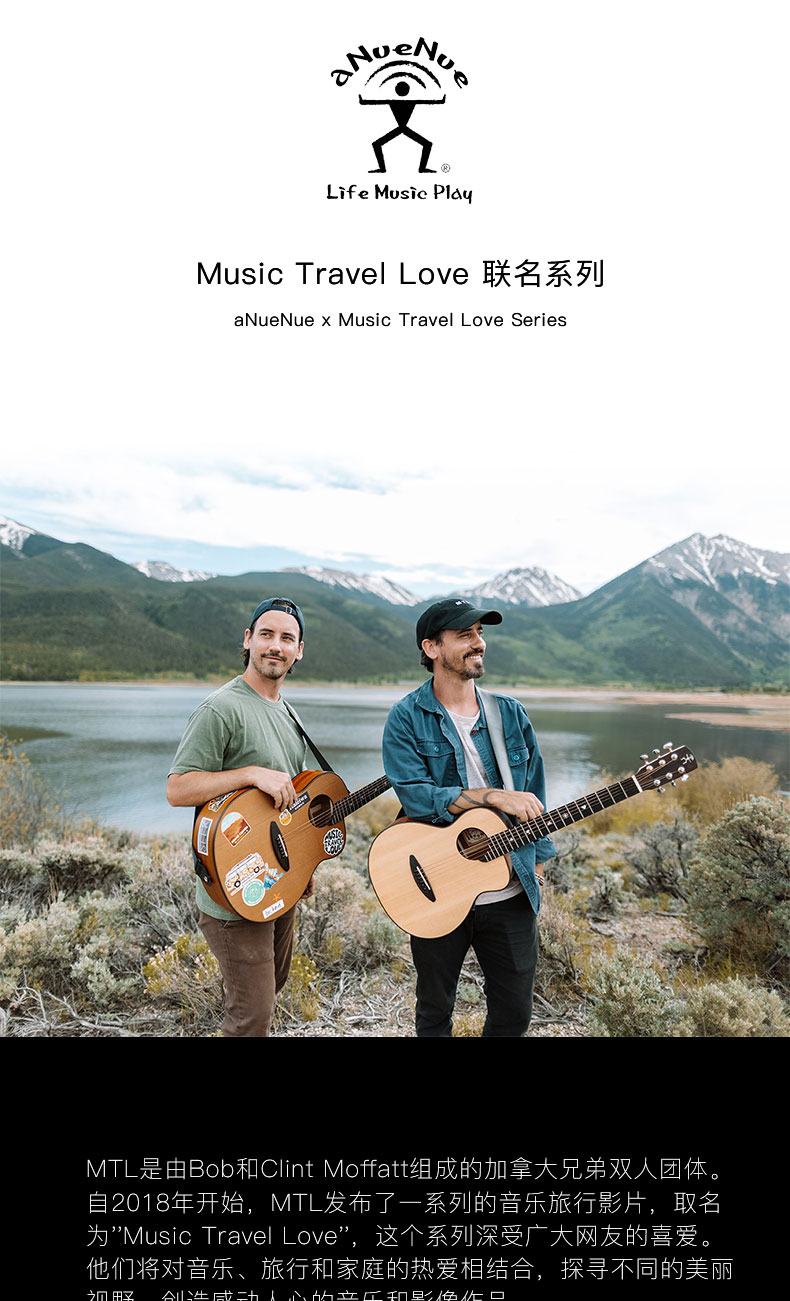 aNueNue
®
Life Music Play
Music Travel Love 联名系列
aNueNue x Music Travel Love Series
MTL是由Bob和Clint Moffatt组成的加拿大兄弟双人团体。
自2018年开始，MTL发布了一系列的音乐旅行影片，取名
为”Music Travel Love”，这个系列深受广大网友的喜爱。
他们将对音乐、旅行和家庭的热爱相结合，探寻不同的美丽
视野，创造感动人心的音乐和影像作品